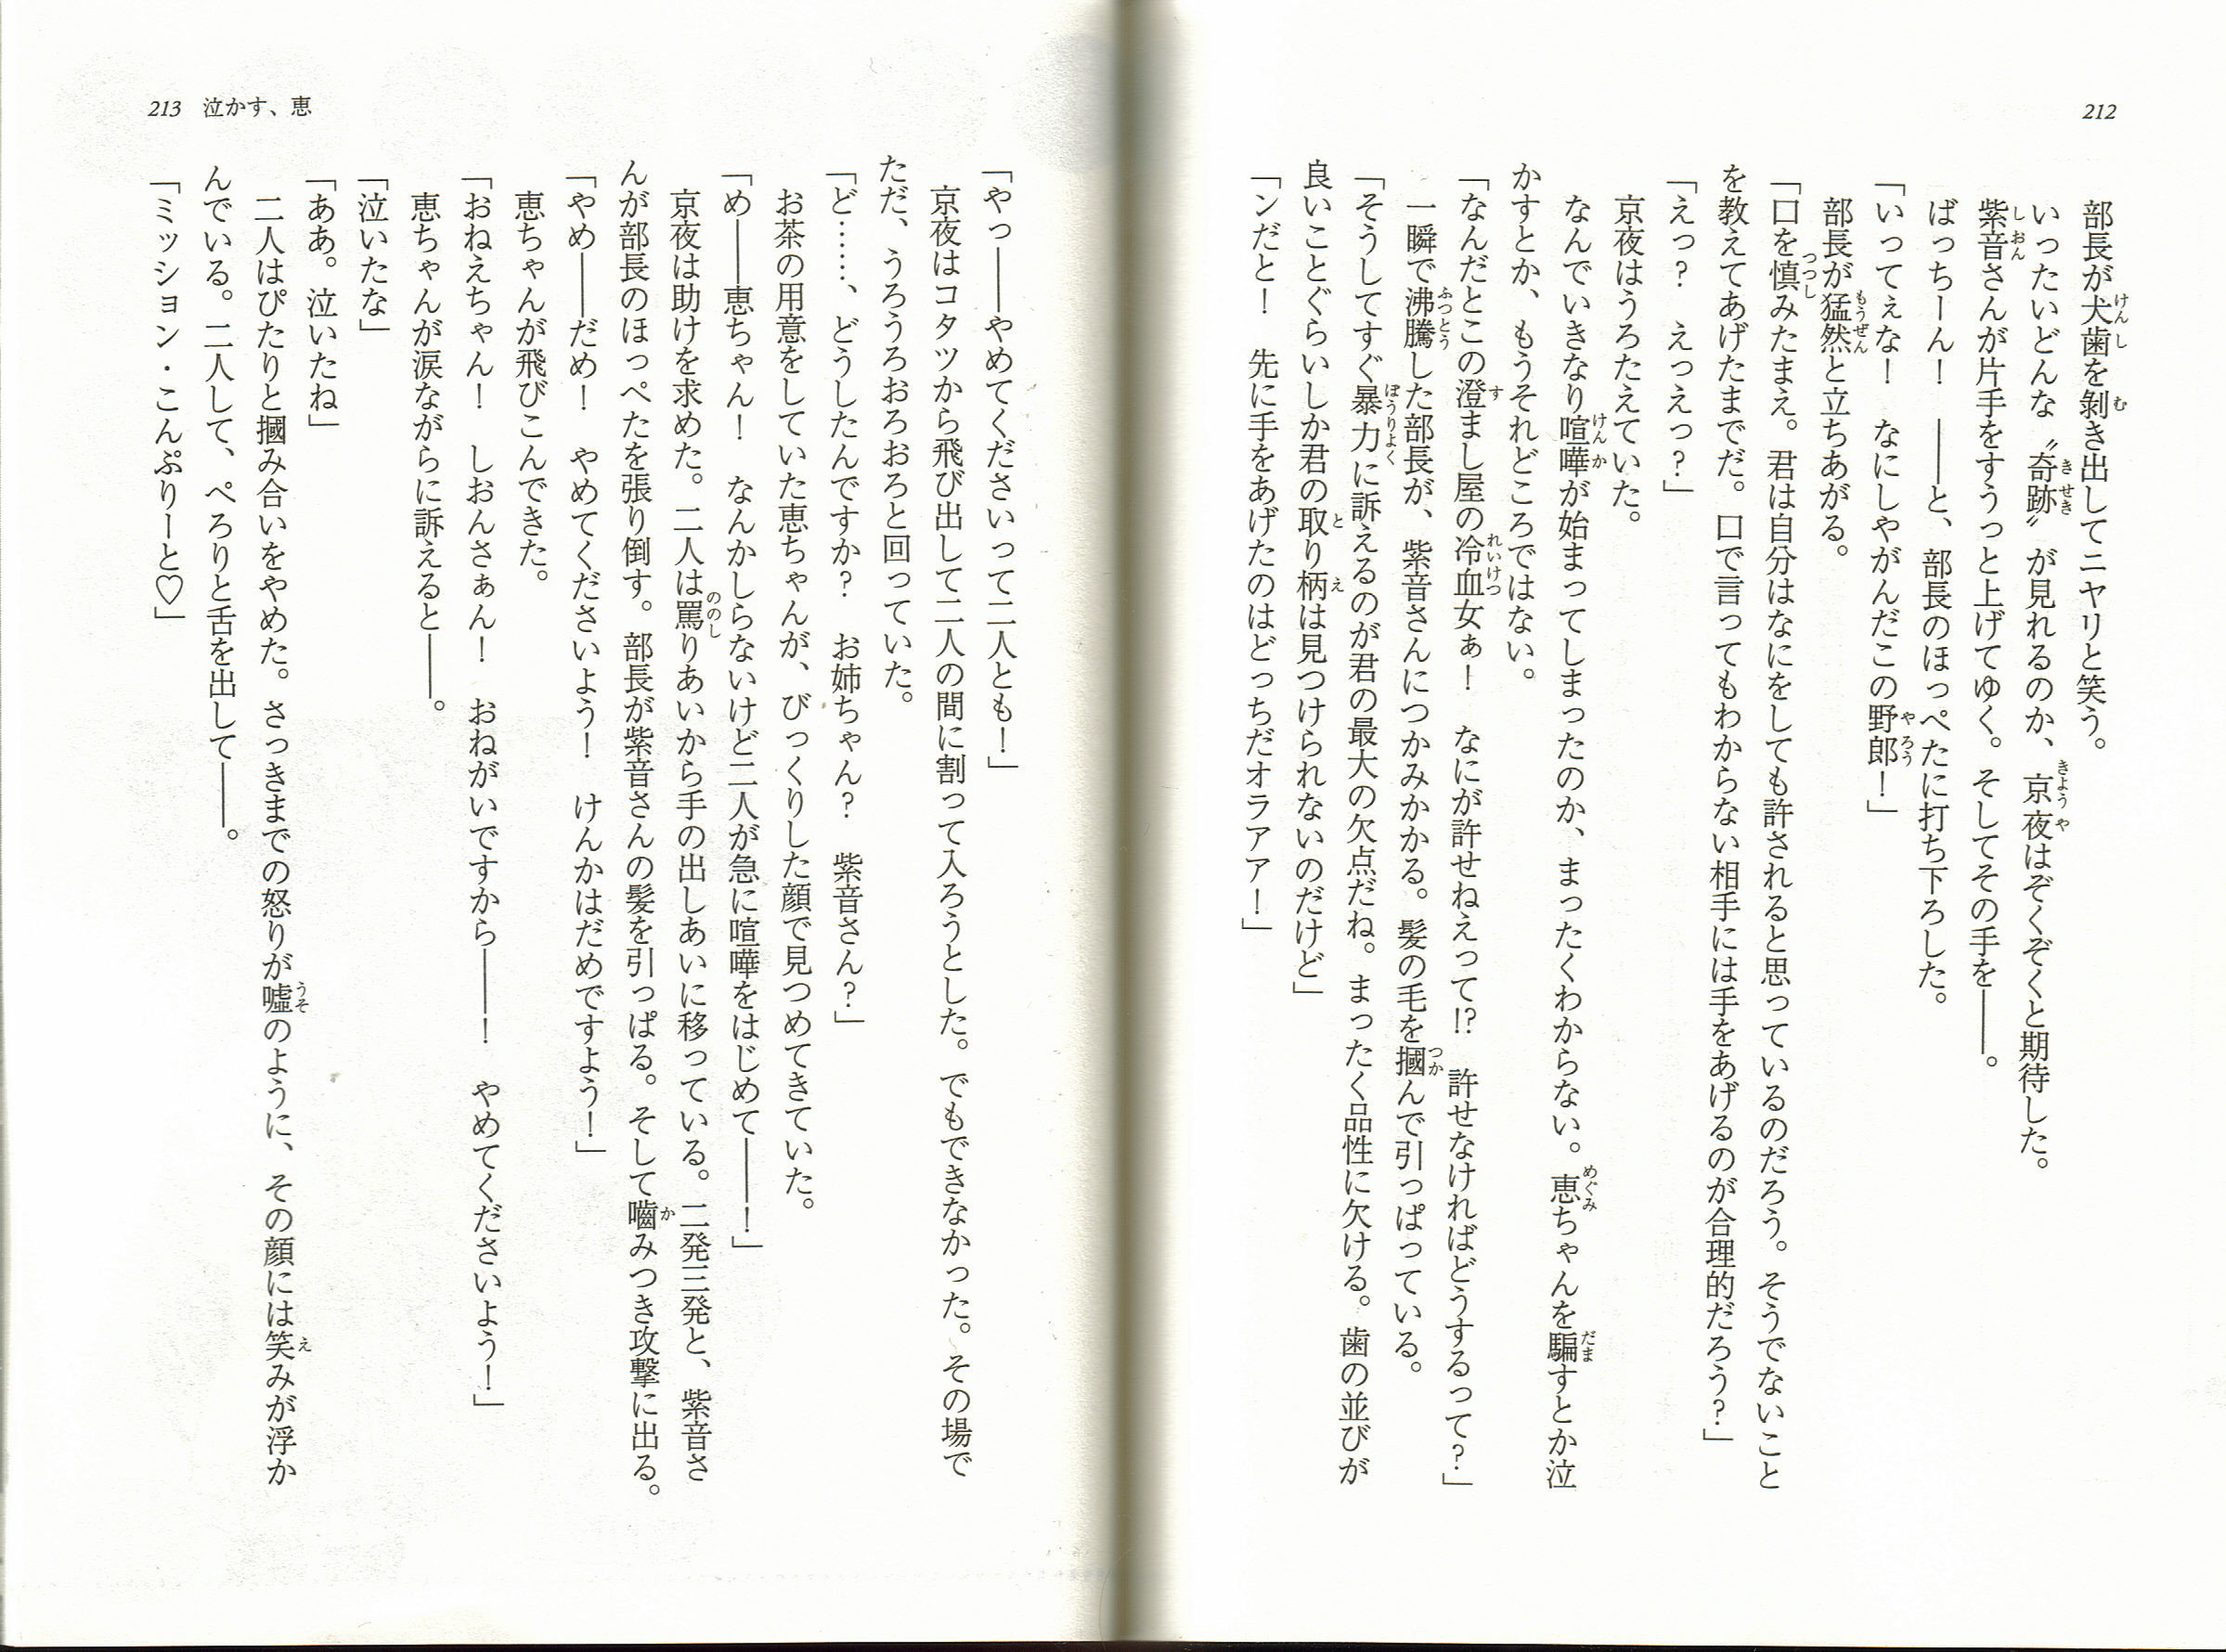 212
部長が犬歯を剝き出してニヤリと笑う。
いったいどんな〝奇跡〟が見れるのか、京夜はぞくぞくと期待した。
紫音さんが片手をすうっと上げてゆく。そしてその手を――。
ばっちーん！　――と、部長のほっぺたに打ち下ろした。
「いってぇな！　なにしやがんだこの野郎！」
部長が猛然と立ちあがる。
「口を慎みたまえ。君は自分はなにをしても許されると思っているのだろう。そうでないこと
を教えてあげたまでだ。口で言ってもわからない相手には手をあげるのが合理的だろう？」
「えっ？　えっえっ？」
京夜はうろたえていた。
なんでいきなり喧嘩が始まってしまったのか、まったくわからない。恵ちゃんを騙すとか泣
かすとか、もうそれどころではない。
「なんだとこの澄まし屋の冷血女ぁ！　なにが許せねえって!?　許せなければどうするって？」
一瞬で沸騰した部長が、紫音さんにつかみかかる。髪の毛を摑んで引っぱっている。
「そうしてすぐ暴力に訴えるのが君の最大の欠点だね。まったく品性に欠ける。歯の並びが
良いことぐらいしか君の取り柄は見つけられないのだけど」
「ンだと！　先に手をあげたのはどっちだオラアア！」
213 泣かす、恵
「やっ――やめてくださいって二人とも！」
京夜はコタツから飛び出して二人の間に割って入ろうとした。でもできなかった。その場で
ただ、うろうろおろおろと回っていた。
「ど……、どうしたんですか？　お姉ちゃん？　紫音さん？」
お茶の用意をしていた恵ちゃんが、びっくりした顔で見つめてきていた。
「め――恵ちゃん！　なんかしらないけど二人が急に喧嘩をはじめて――！」
京夜は助けを求めた。二人は罵りあいから手の出しあいに移っている。二発三発と、紫音さ
んが部長のほっぺたを張り倒す。部長が紫音さんの髪を引っぱる。そして嚙みつき攻撃に出る。
「やめ――だめ！　やめてくださいよう！　けんかはだめですよう！」
恵ちゃんが飛びこんできた。
「おねえちゃん！　しおんさぁん！　おねがいですから――！　やめてくださいよう！」
恵ちゃんが涙ながらに訴えると――。
「泣いたな」
「ああ。泣いたね」
二人はぴたりと摑み合いをやめた。さっきまでの怒りが嘘のように、その顔には笑みが浮か
んでいる。二人して、ぺろりと舌を出して――。
「ミッション・こんぷりーと♡」